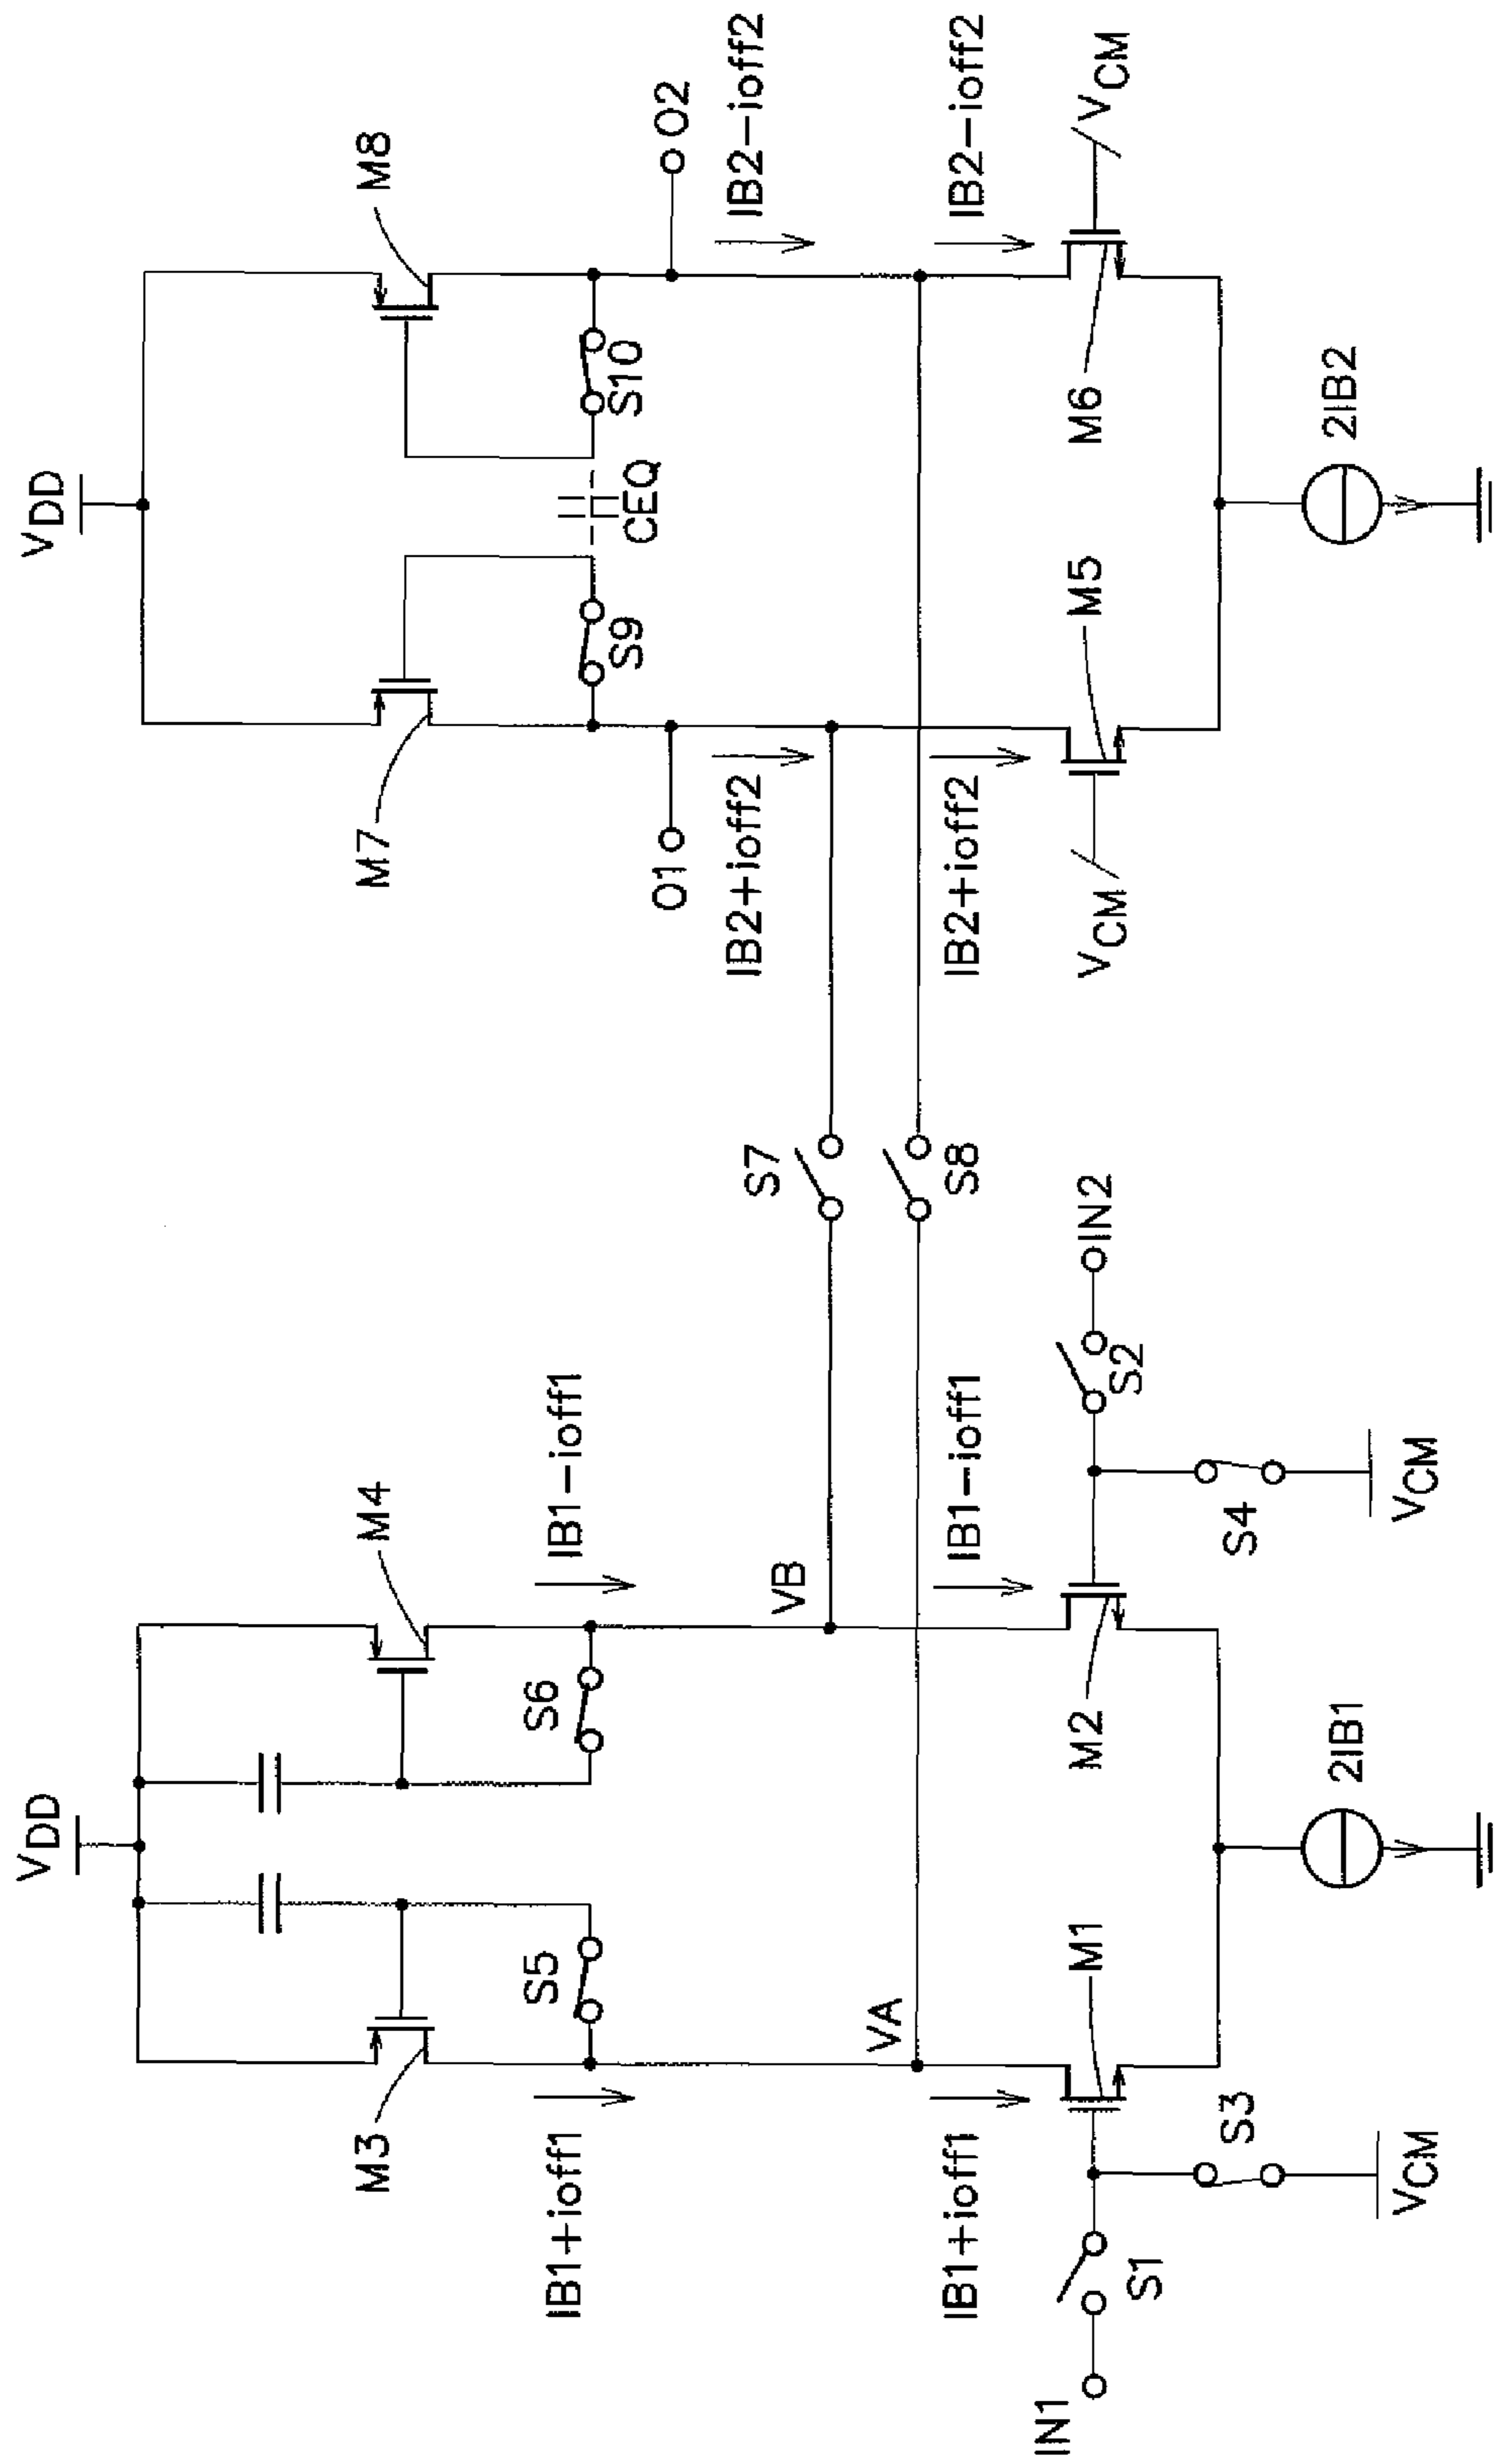 VDD
VDD
M3
M4
M7
M8
S5
S6
S9
CEQ
S10
IB1+ioff1
IB1-ioff1
O1
O2
IB2+ioff2
IB2-ioff2
VB
S7
VA
S8
IB1+ioff1
IB1-ioff1
IB2+ioff2
IB2-ioff2
IN1
S1
S3
M1
M2
S2
IN2
VCM
M5
M6
VCM
S4
VCM
2IB1
VCM
2IB2